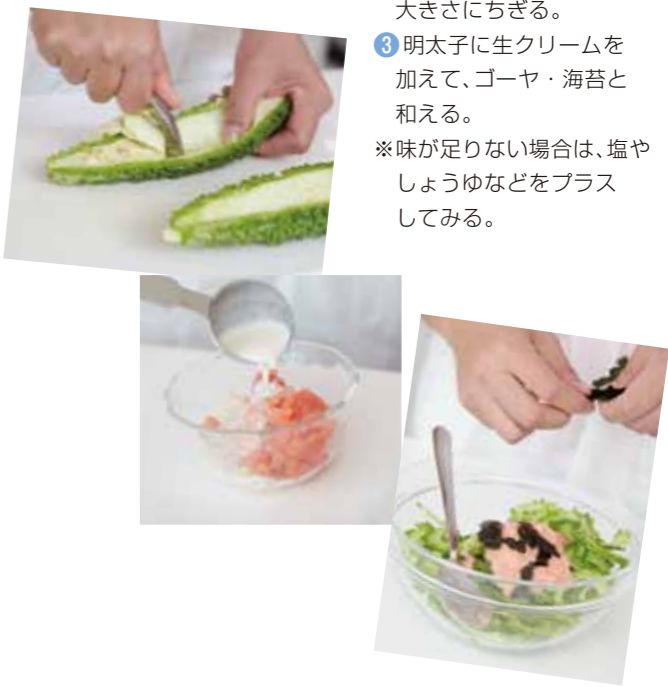 大きさにちぎる。
❸明太子に生クリームを
加えて、ゴーヤ・海苔と
和える。
※味が足りない場合は、塩や
しょうゆなどをプラス
してみる。